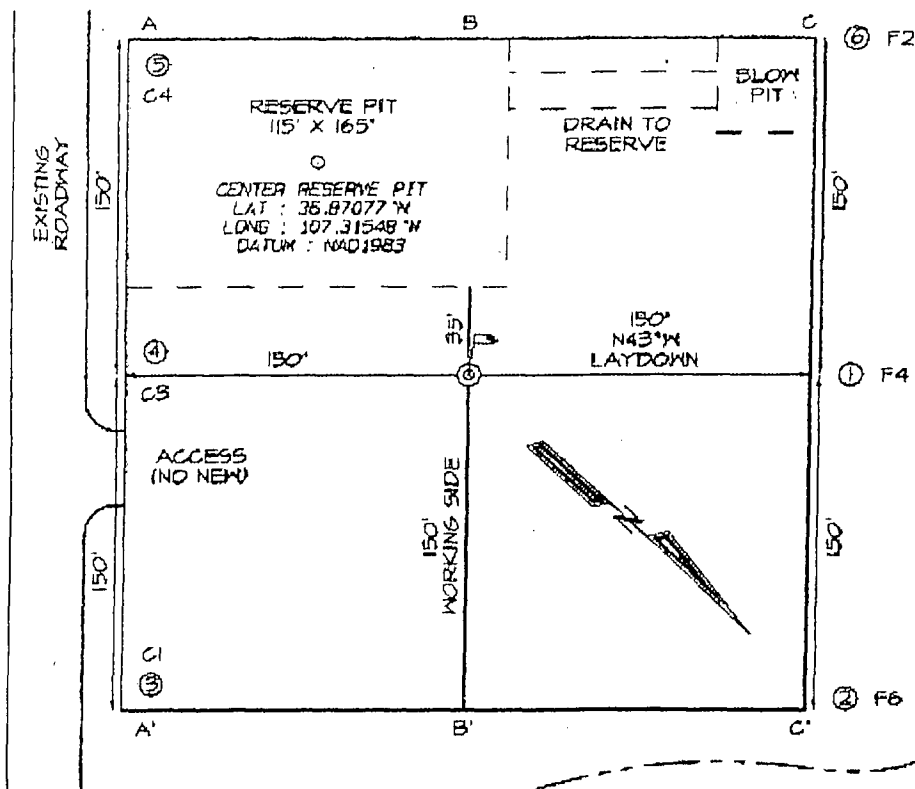 A
B
C
⑥ F2
⑤
C4
RESERVE PIT
115' X 165'
BLOW
PIT
DRAIN TO
RESERVE
CENTER RESERVE PIT
LAT : 36.87077 °N
LONG : 107.31548 °W
DATUM : NAD1983
EXISTING
ROADWAY
150'
150'
35'
150'
N43°W
LAYDOWN
④
150'
C3
① F4
ACCESS
(NO NEW)
150'
WORKING SIDE
150'
150'
C1
③
② F6
A'
B'
C'